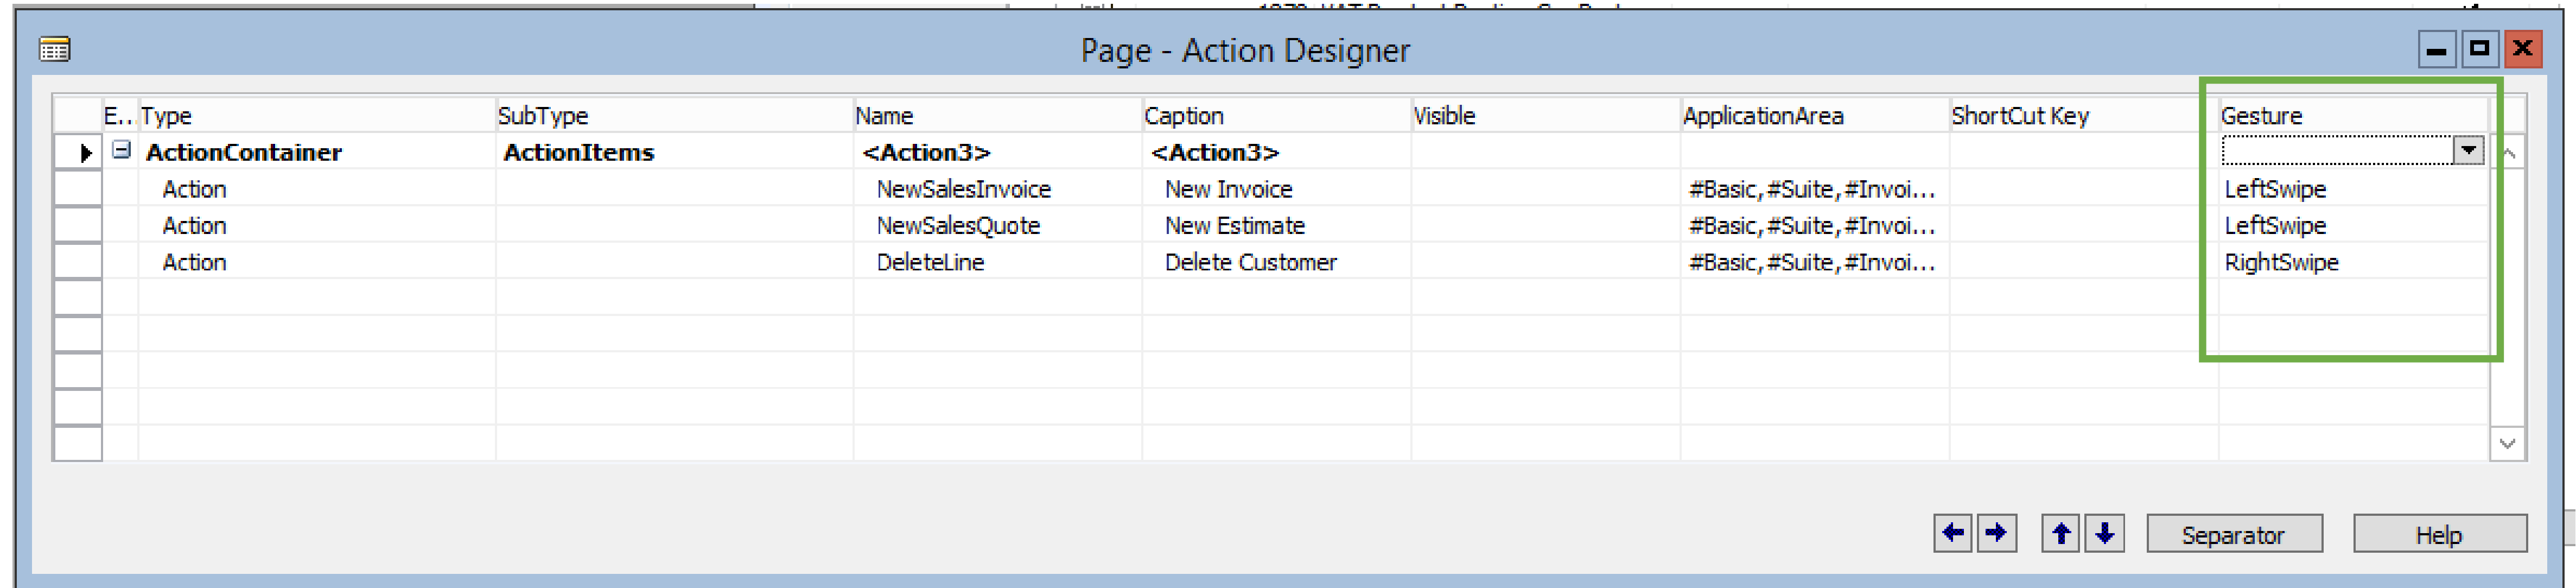 Page - Action Designer
E... Type SubType Name Caption Visible ApplicationArea ShortCut Key Gesture
ActionContainer ActionItems <Action3> <Action3>
Action NewSalesInvoice New Invoice #Basic,#Suite,#Invoi... LeftSwipe
Action NewSalesQuote New Estimate #Basic,#Suite,#Invoi... LeftSwipe
Action DeleteLine Delete Customer #Basic,#Suite,#Invoi... RightSwipe
Separator Help